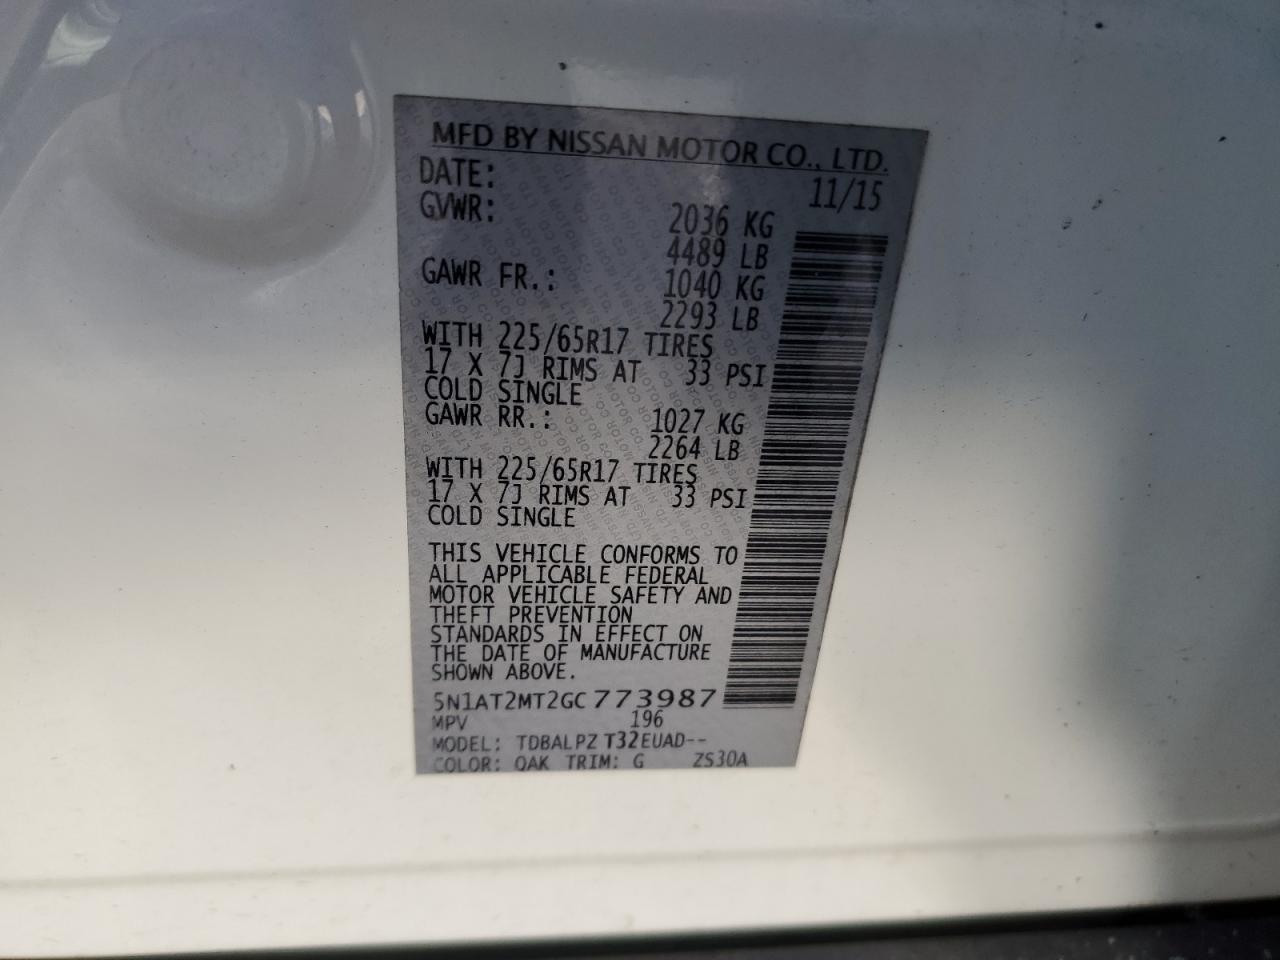 MFD BY NISSAN MOTOR CO., LTD.
DATE: 11/15
GVWR: 2036 KG
4489 LB
GAWR FR.: 1040 KG
2293 LB
WITH 225/65R17 TIRES
17 X 7J RIMS AT 33 PSI
COLD SINGLE
GAWR RR.: 1027 KG
2264 LB
WITH 225/65R17 TIRES
17 X 7J RIMS AT 33 PSI
COLD SINGLE
THIS VEHICLE CONFORMS TO
ALL APPLICABLE FEDERAL
MOTOR VEHICLE SAFETY AND
THEFT PREVENTION
STANDARDS IN EFFECT ON
THE DATE OF MANUFACTURE
SHOWN ABOVE.
5N1AT2MT2GC773987
MPV 196
MODEL: TDBALPZ T32EUAD--
COLOR: QAK TRIM: G ZS30A